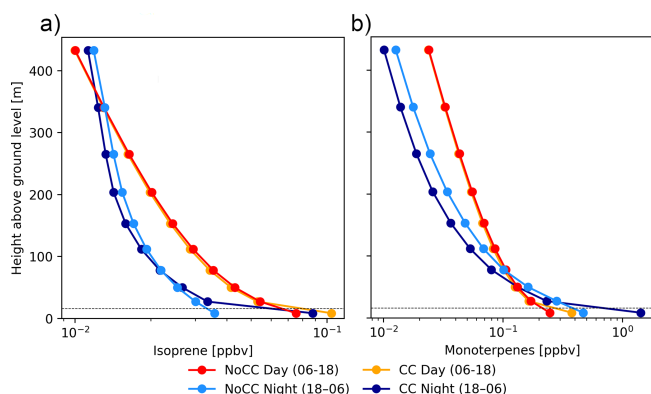 a)
b)
400
300
200
100
0
Height above ground level [m]
10⁻²
10⁻¹
Isoprene [ppbv]
10⁻²
10⁻¹
10⁰
Monoterpenes [ppbv]
NoCC Day (06-18)
CC Day (06-18)
NoCC Night (18–06)
CC Night (18–06)